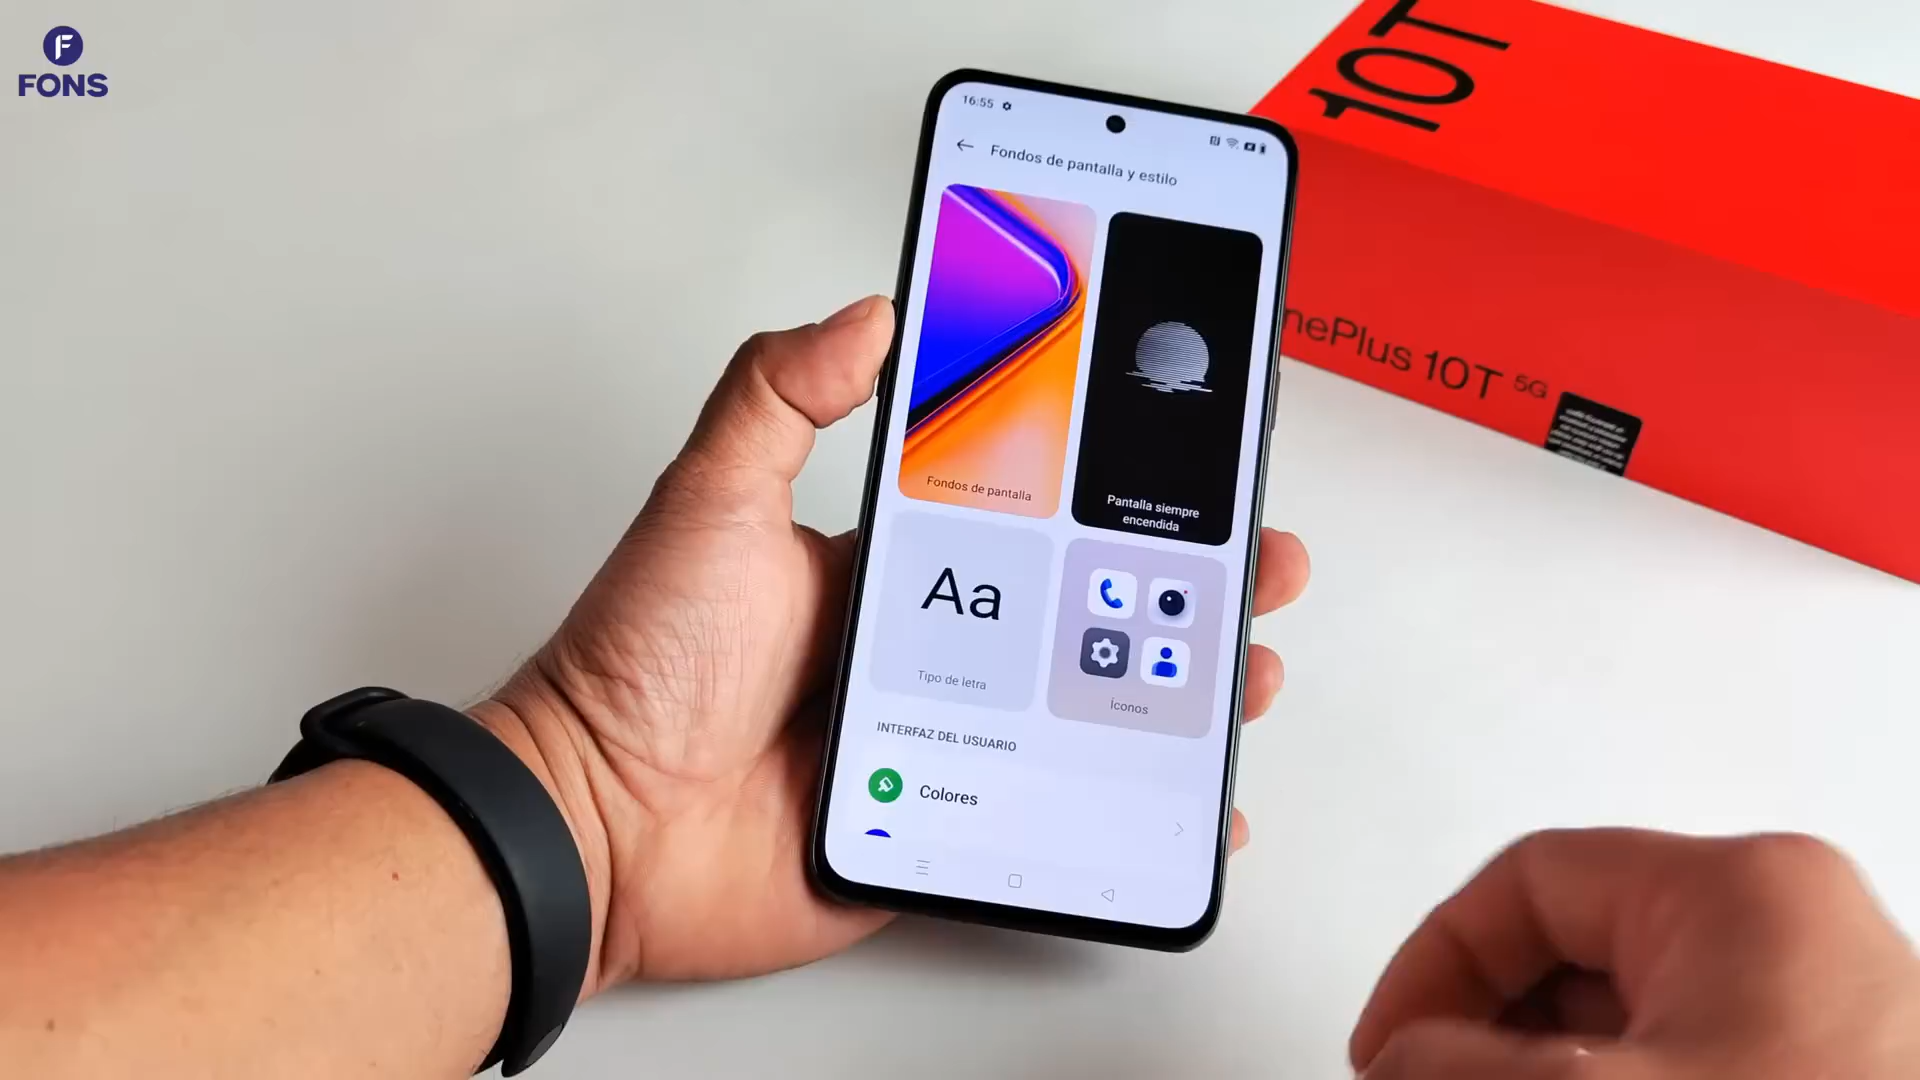 FONS
16:55
Fondos de pantalla y estilo
Fondos de pantalla
Pantalla siempre
encendida
Aa
Tipo de letra
Íconos
INTERFAZ DEL USUARIO
Colores
10T
nePlus 10T 5G